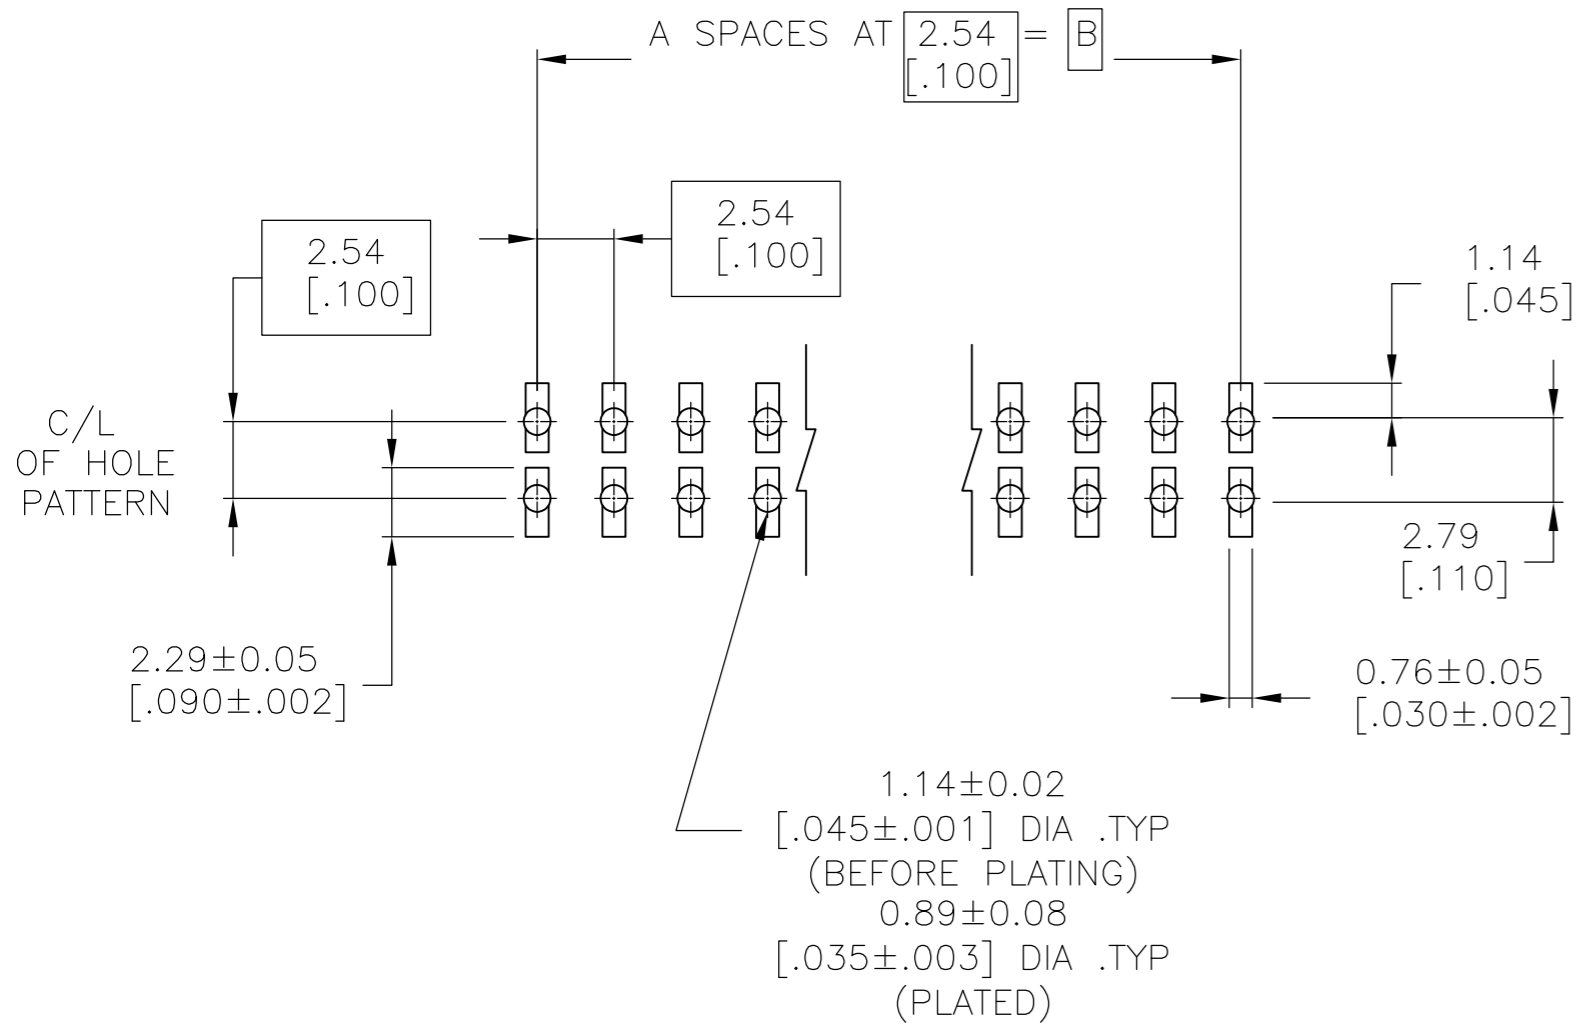 A SPACES AT 2.54 = B
[.100]
2.54
[.100]
2.54
[.100]
1.14
[.045]
C/L
OF HOLE
PATTERN
2.79
[.110]
2.29±0.05
[.090±.002]
0.76±0.05
[.030±.002]
1.14±0.02
[.045±.001] DIA .TYP
(BEFORE PLATING)
0.89±0.08
[.035±.003] DIA .TYP
(PLATED)